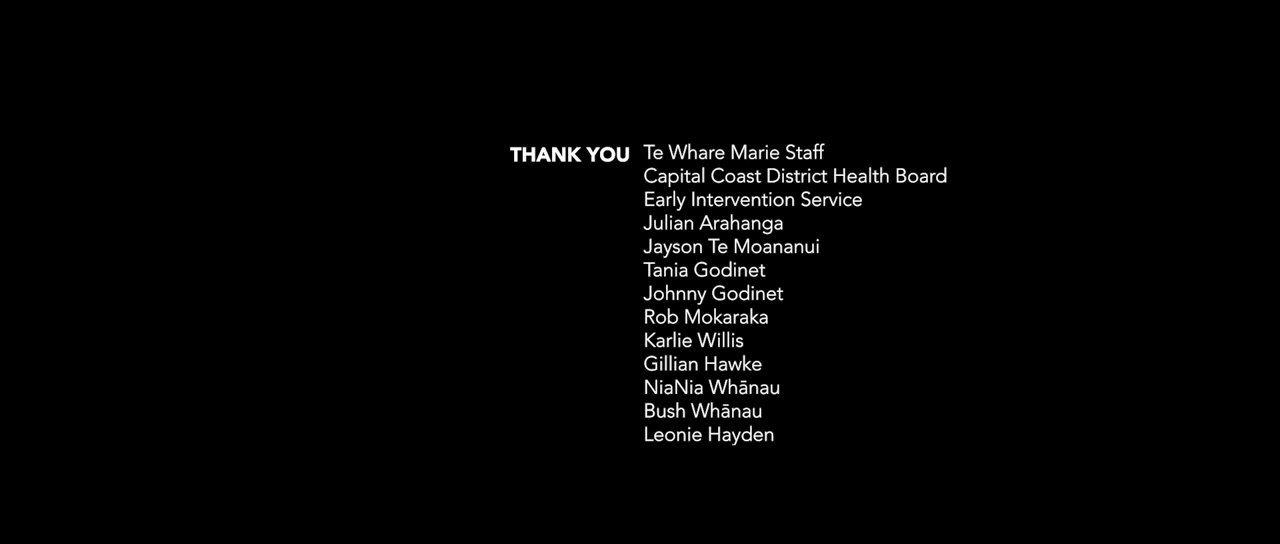 THANK YOU Te Whare Marie Staff
Capital Coast District Health Board
Early Intervention Service
Julian Arahanga
Jayson Te Moananui
Tania Godinet
Johnny Godinet
Rob Mokaraka
Karlie Willis
Gillian Hawke
NiaNia Whānau
Bush Whānau
Leonie Hayden